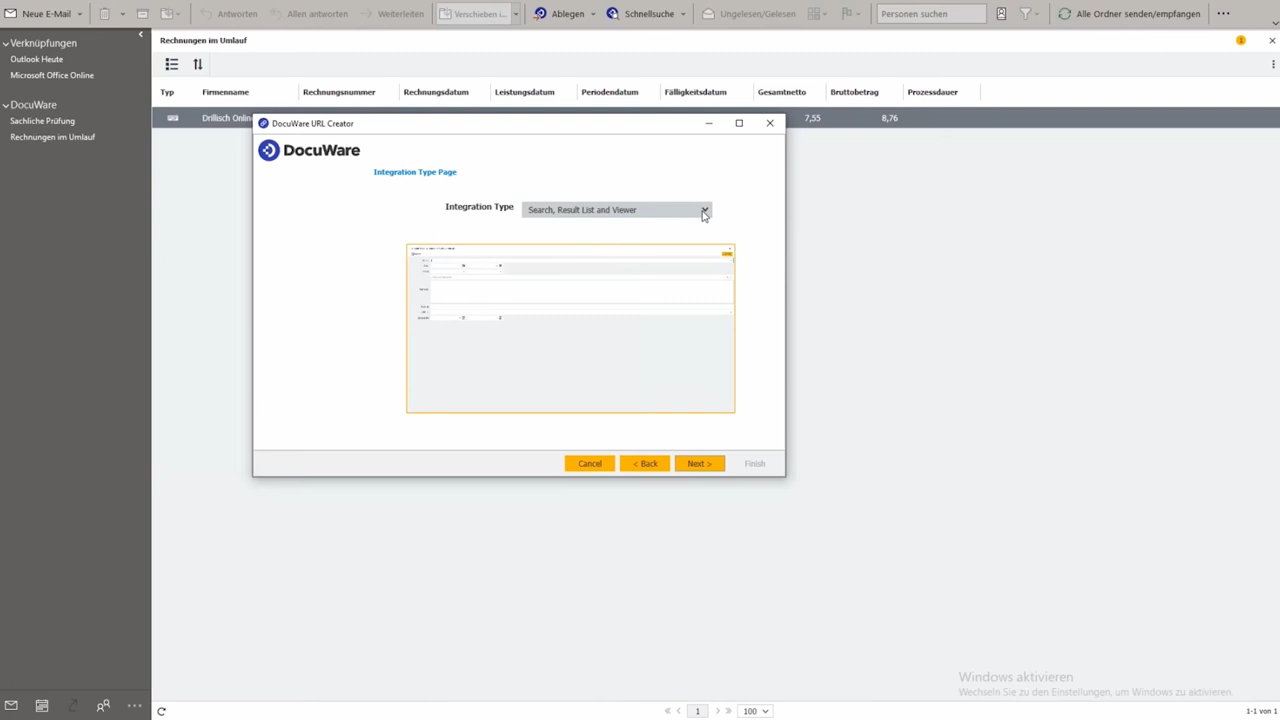 Neue E-Mail
Antworten
Allen antworten
Weiterleiten
Verschieben i...
Ablegen
Schnellsuche
Ungelesen/Gelesen
Personen suchen
Alle Ordner senden/empfangen
Verknüpfungen
Outlook Heute
Microsoft Office Online
DocuWare
Sachliche Prüfung
Rechnungen im Umlauf
Rechnungen im Umlauf
Typ Firmenname Rechnungsnummer Rechnungsdatum Leistungsdatum Periodendatum Fälligkeitsdatum Gesamtnetto Bruttobetrag Prozessdauer
Drillisch Onlin 7,55 8,76
DocuWare URL Creator
DocuWare
Integration Type Page
Integration Type Search, Result List and Viewer
Cancel < Back Next > Finish
Windows aktivieren
Wechseln Sie zu den Einstellungen, um Windows zu aktivieren.
1 100 1-1 von 1